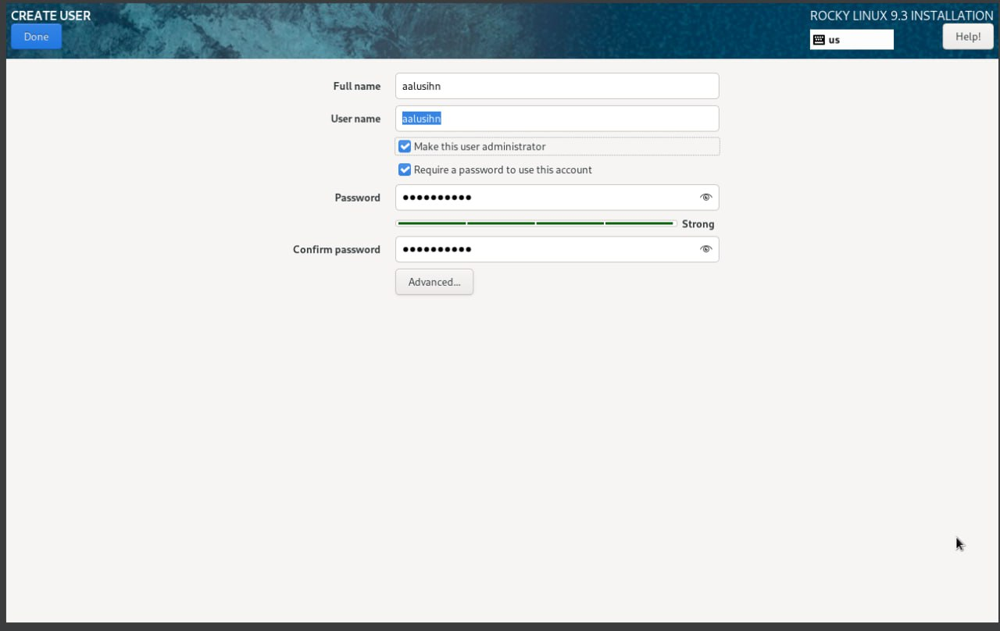 CREATE USER
ROCKY LINUX 9.3 INSTALLATION
Done
us
Help!
Full name
aalusihn
User name
aalusihn
Make this user administrator
Require a password to use this account
Password
●●●●●●●●●●
Strong
Confirm password
●●●●●●●●●●
Advanced...